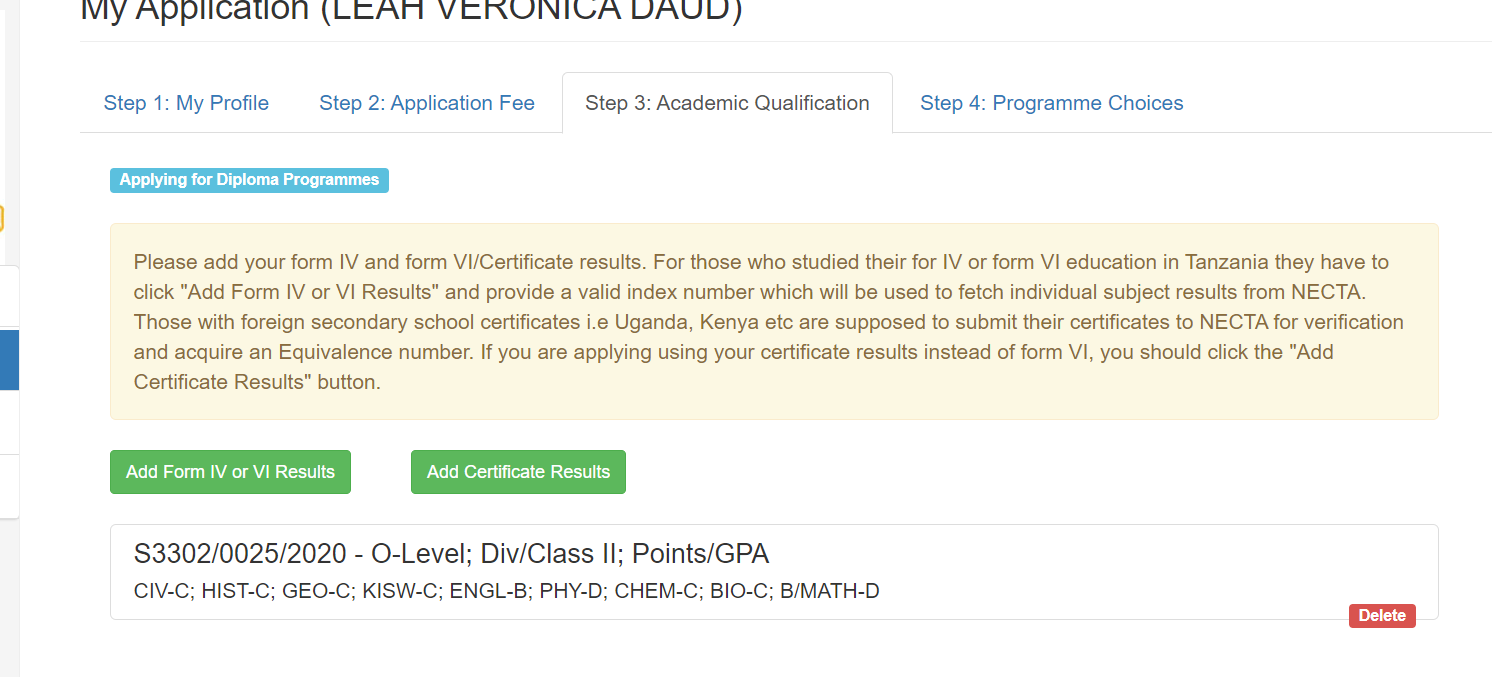 My Application (LEAH VERONICA DAUD)
Step 1: My Profile Step 2: Application Fee Step 3: Academic Qualification Step 4: Programme Choices
Applying for Diploma Programmes
Please add your form IV and form VI/Certificate results. For those who studied their for IV or form VI education in Tanzania they have to
click "Add Form IV or VI Results" and provide a valid index number which will be used to fetch individual subject results from NECTA.
Those with foreign secondary school certificates i.e Uganda, Kenya etc are supposed to submit their certificates to NECTA for verification
and acquire an Equivalence number. If you are applying using your certificate results instead of form VI, you should click the "Add
Certificate Results" button.
Add Form IV or VI Results Add Certificate Results
S3302/0025/2020 - O-Level; Div/Class II; Points/GPA
CIV-C; HIST-C; GEO-C; KISW-C; ENGL-B; PHY-D; CHEM-C; BIO-C; B/MATH-D
Delete